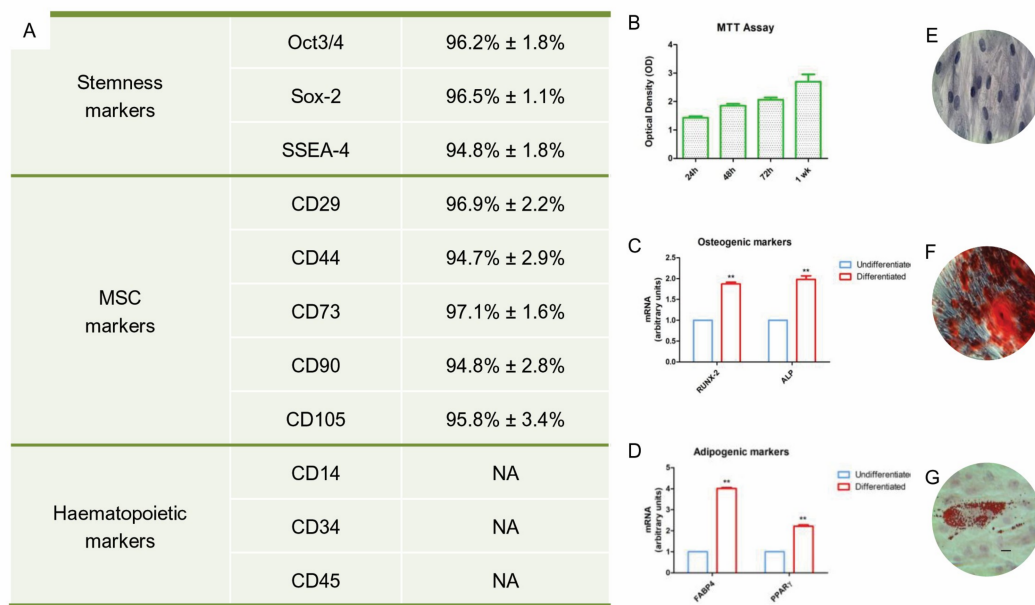 A
Stemness
markers
Oct3/4 96.2% ± 1.8%
Sox-2 96.5% ± 1.1%
SSEA-4 94.8% ± 1.8%
MSC
markers
CD29 96.9% ± 2.2%
CD44 94.7% ± 2.9%
CD73 97.1% ± 1.6%
CD90 94.8% ± 2.8%
CD105 95.8% ± 3.4%
Haematopoietic
markers
CD14 NA
CD34 NA
CD45 NA
B
MTT Assay
Optical Density (OD)
4
3
2
1
0
24h 48h 72h 1 wk
C
Osteogenic markers
mRNA
(arbitrary units)
2.5
2.0
1.5
1.0
0.5
0.0
** **
RUNX-2 ALP
Undifferentiated
Differentiated
D
Adipogenic markers
mRNA
(arbitrary units)
5
4
3
2
1
0
** **
FABP4 PPARγ
Undifferentiated
Differentiated
E
F
G